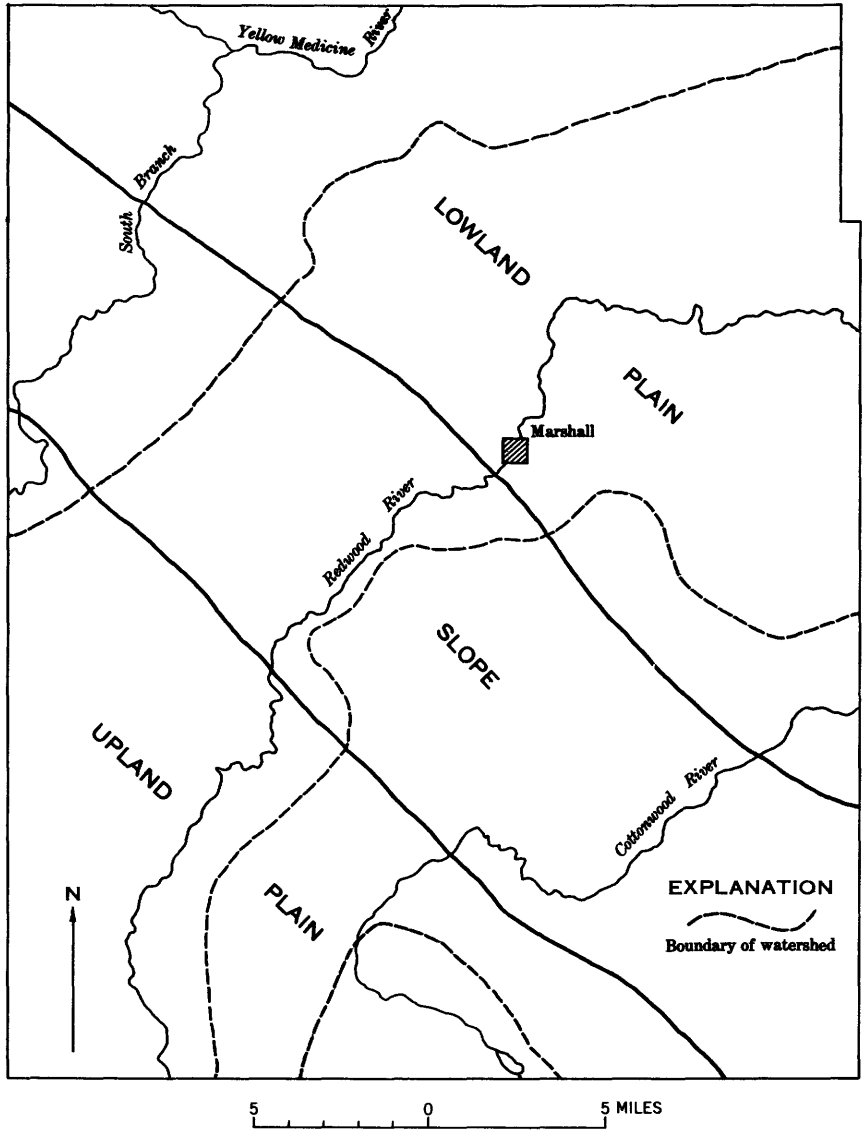 Yellow Medicine River
South Branch
LOWLAND
PLAIN
Marshall
Redwood River
SLOPE
UPLAND
PLAIN
Cottonwood River
N
EXPLANATION
Boundary of watershed
5 0 5 MILES